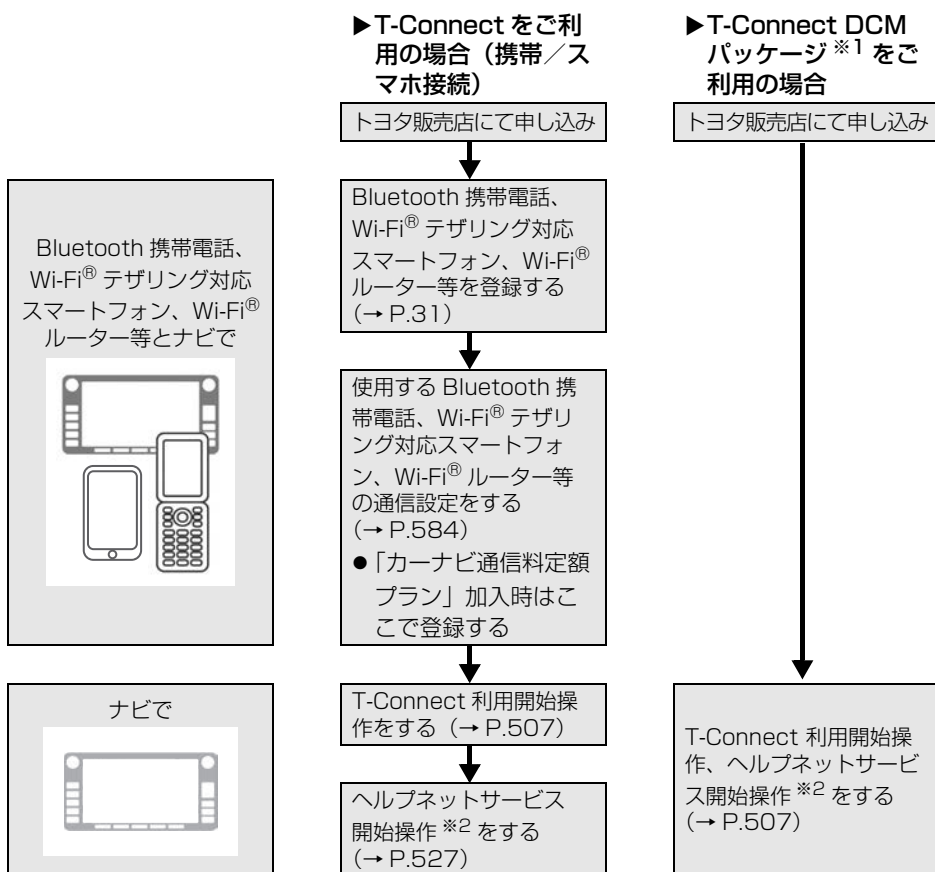 ▶T-Connect をご利
用の場合（携帯／ス
マホ接続）
トヨタ販売店にて申し込み
Bluetooth 携帯電話、
Wi-Fi® テザリング対応
スマートフォン、Wi-Fi®
ルーター等を登録する
（→ P.31）
Bluetooth 携帯電話、
Wi-Fi® テザリング対応
スマートフォン、Wi-Fi®
ルーター等とナビで
使用する Bluetooth 携
帯電話、Wi-Fi® テザリ
ング対応スマートフォ
ン、Wi-Fi® ルーター等
の通信設定をする
（→ P.584）
●「カーナビ通信料定額
プラン」加入時はこ
こで登録する
ナビで
T-Connect 利用開始操
作をする（→ P.507）
ヘルプネットサービス
開始操作 ※2 をする
（→ P.527）
▶T-Connect DCM
パッケージ ※1 をご
利用の場合
トヨタ販売店にて申し込み
T-Connect 利用開始操
作、ヘルプネットサービ
ス開始操作 ※2 をする
（→ P.507）